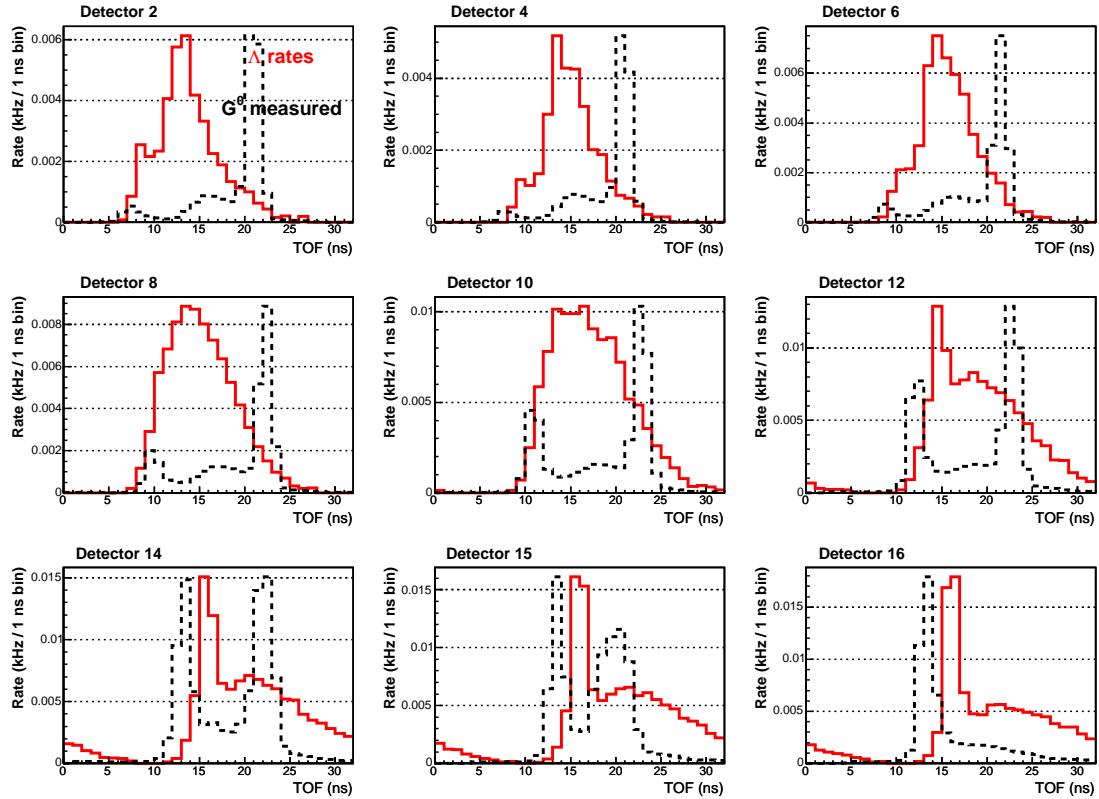 Detector 2
Rate (kHz / 1 ns bin)
0.006
0.004
0.002
0
Λ rates
G⁰ measured
0 5 10 15 20 25 30
TOF (ns)
Detector 4
Rate (kHz / 1 ns bin)
0.004
0.002
0
0 5 10 15 20 25 30
TOF (ns)
Detector 6
Rate (kHz / 1 ns bin)
0.006
0.004
0.002
0
0 5 10 15 20 25 30
TOF (ns)
Detector 8
Rate (kHz / 1 ns bin)
0.008
0.006
0.004
0.002
0
0 5 10 15 20 25 30
TOF (ns)
Detector 10
Rate (kHz / 1 ns bin)
0.01
0.005
0
0 5 10 15 20 25 30
TOF (ns)
Detector 12
Rate (kHz / 1 ns bin)
0.01
0.005
0
0 5 10 15 20 25 30
TOF (ns)
Detector 14
Rate (kHz / 1 ns bin)
0.015
0.01
0.005
0
0 5 10 15 20 25 30
TOF (ns)
Detector 15
Rate (kHz / 1 ns bin)
0.015
0.01
0.005
0
0 5 10 15 20 25 30
TOF (ns)
Detector 16
Rate (kHz / 1 ns bin)
0.015
0.01
0.005
0
0 5 10 15 20 25 30
TOF (ns)